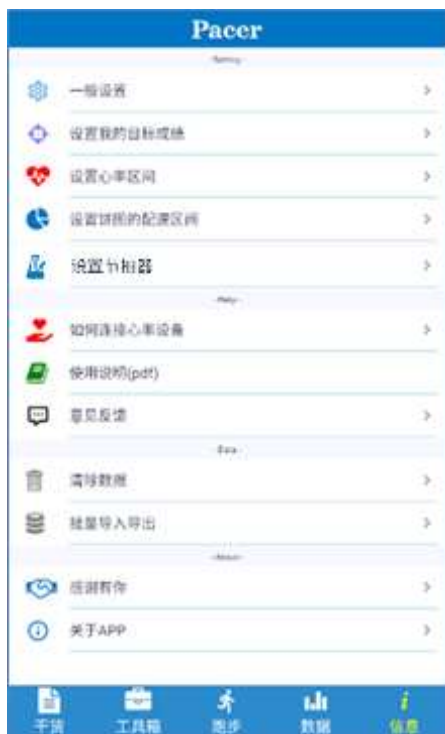 Pacer
一般设置
设置我的目标成绩
设置心率区间
设置饼图的配速区间
设置节拍器
-Help-
如何连接心率设备
使用说明(pdf)
意见反馈
-Data-
清除数据
批量导入导出
-About-
感谢有你
关于APP
干货
工具箱
跑步
数据
信息